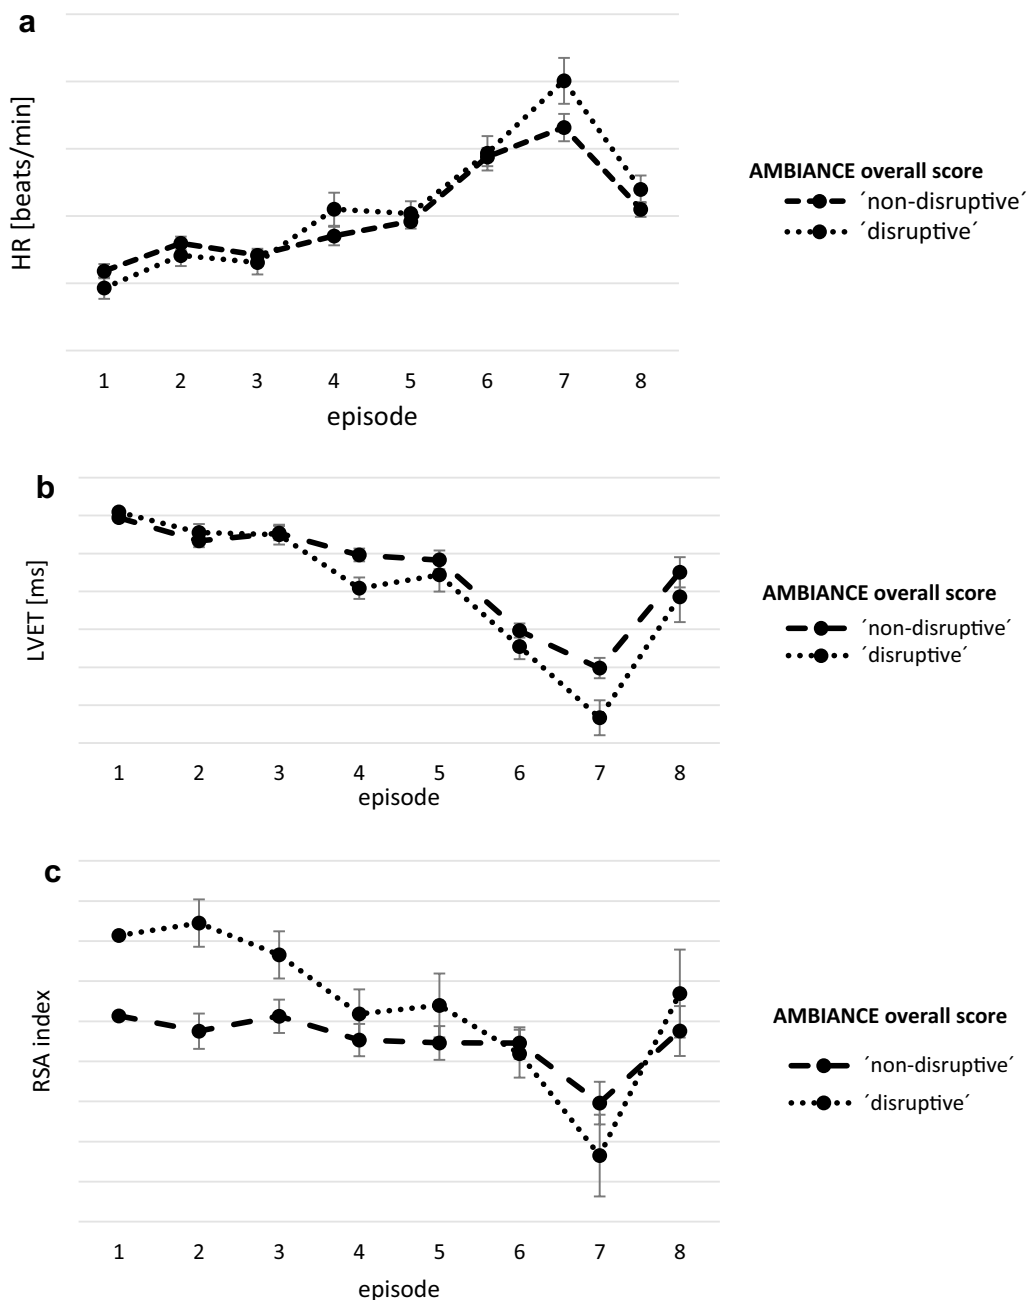 a
HR [beats/min]
1 2 3 4 5 6 7 8
episode
AMBIANCE overall score
´non-disruptive´
´disruptive´
b
LVET [ms]
1 2 3 4 5 6 7 8
episode
AMBIANCE overall score
´non-disruptive´
´disruptive´
c
RSA index
1 2 3 4 5 6 7 8
episode
AMBIANCE overall score
´non-disruptive´
´disruptive´